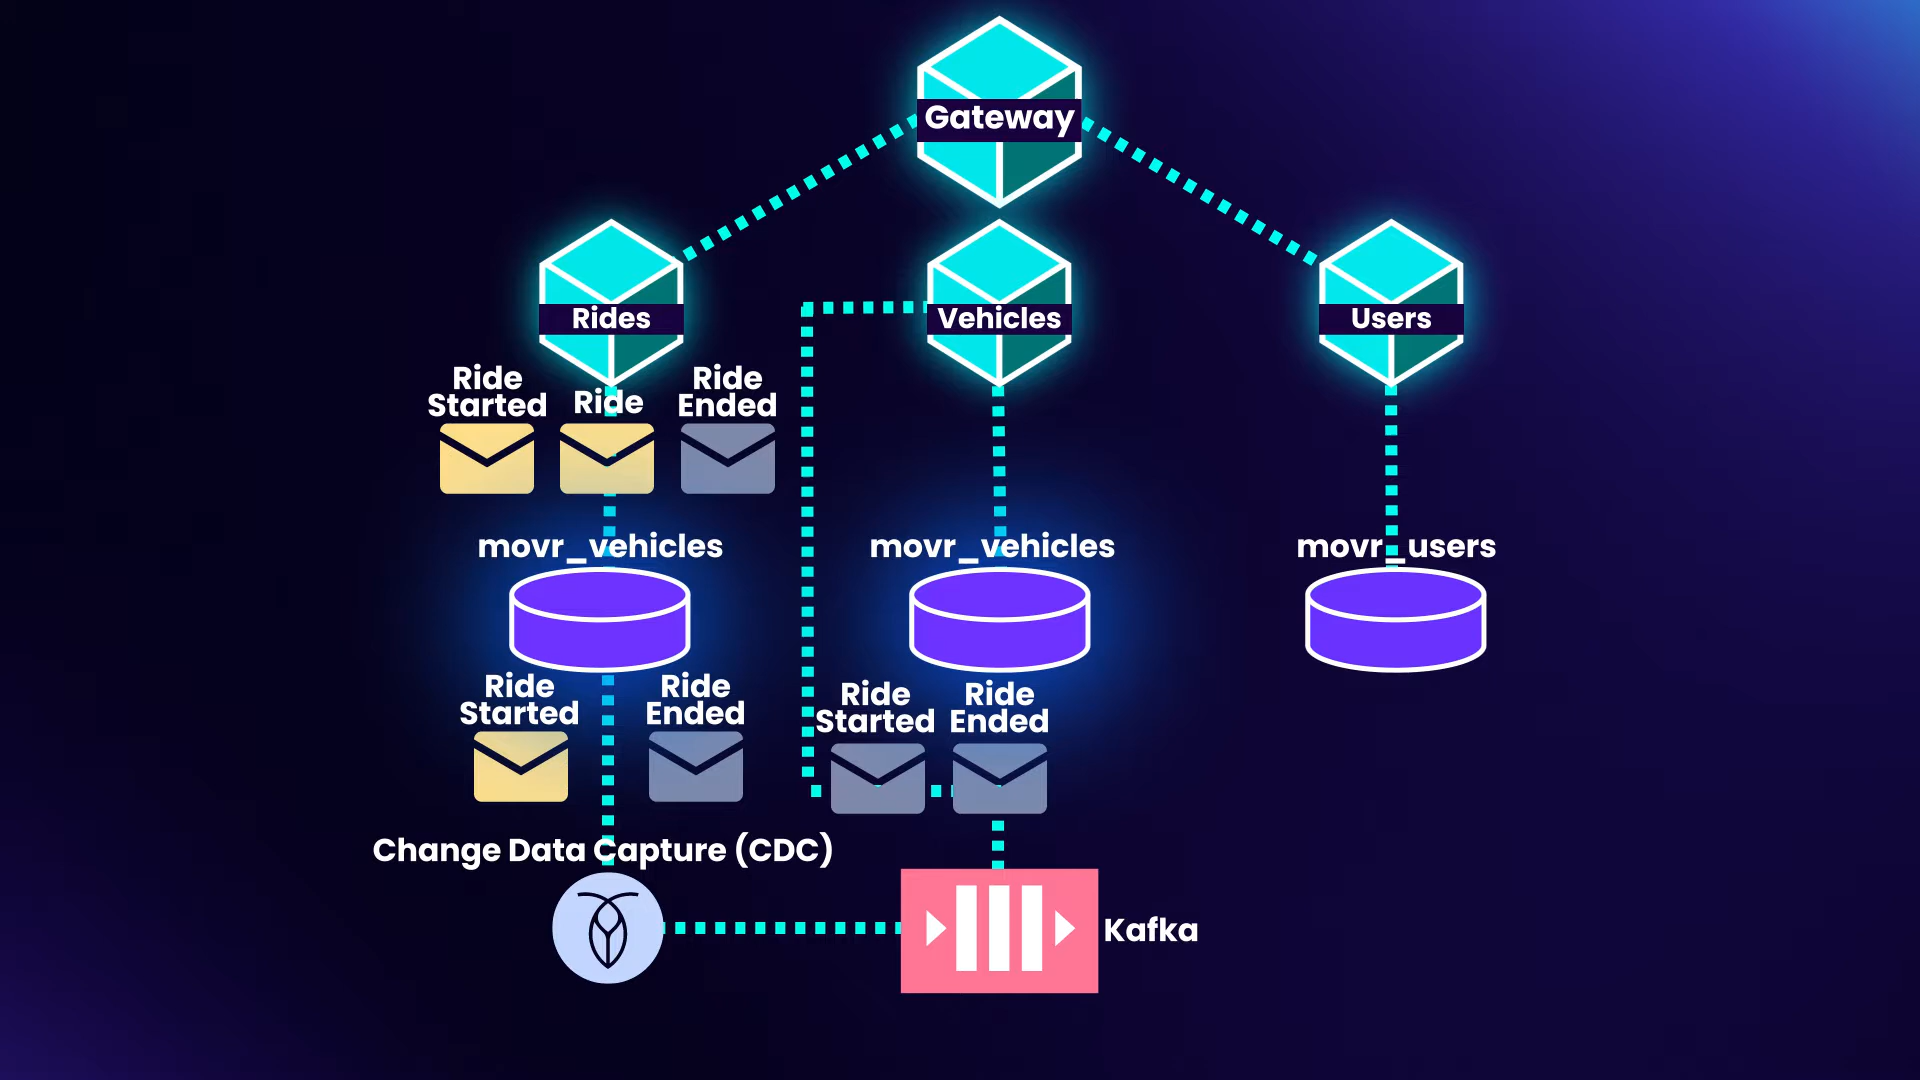 Gateway
Rides
Vehicles
Users
Ride
Started
Ride
Ride
Ended
movr_vehicles
movr_vehicles
movr_users
Ride
Started
Ride
Ended
Ride
Started
Ride
Ended
Change Data Capture (CDC)
Kafka